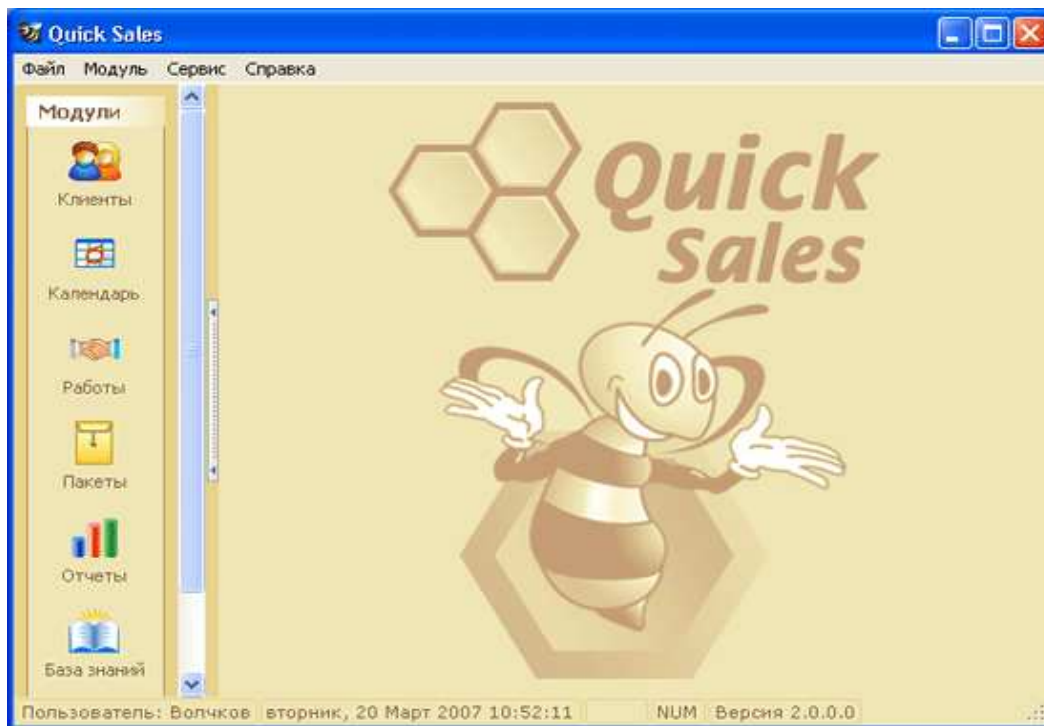 Quick Sales
Файл Модуль Сервис Справка
Модули
Клиенты
Календарь
Работы
Пакеты
Отчеты
База знаний
Quick
Sales
Пользователь: Волчков вторник, 20 Март 2007 10:52:11 NUM Версия 2.0.0.0